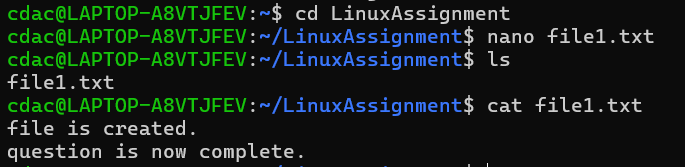 cdac@LAPTOP-A8VTJFEV:~$ cd LinuxAssignment
cdac@LAPTOP-A8VTJFEV:~/LinuxAssignment$ nano file1.txt
cdac@LAPTOP-A8VTJFEV:~/LinuxAssignment$ ls
file1.txt
cdac@LAPTOP-A8VTJFEV:~/LinuxAssignment$ cat file1.txt
file is created.
question is now complete.